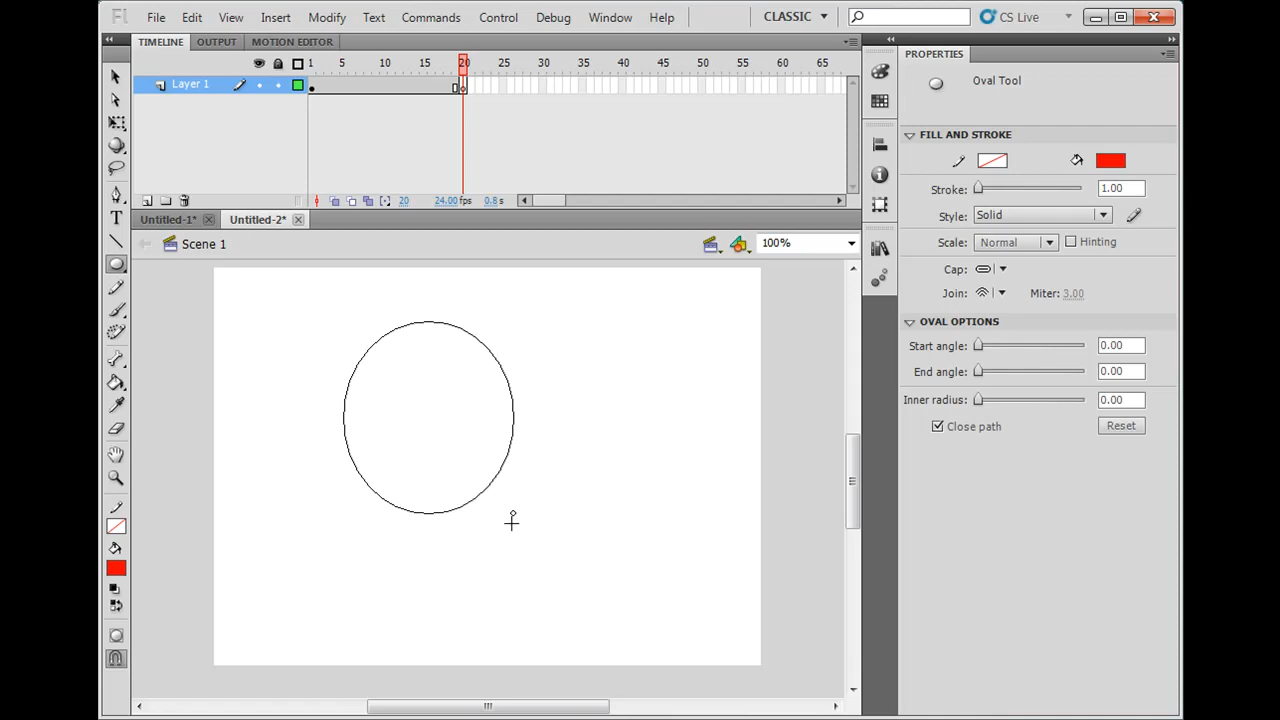 Fl File Edit View Insert Modify Text Commands Control Debug Window Help CLASSIC CS Live
TIMELINE OUTPUT MOTION EDITOR
1 5 10 15 20 25 30 35 40 45 50 55 60 65
Layer 1
20 24.00 fps 0.8 s
Untitled-1* Untitled-2*
Scene 1 100%
T
PROPERTIES
Oval Tool
FILL AND STROKE
Stroke: 1.00
Style: Solid
Scale: Normal Hinting
Cap:
Join: Miter: 3.00
OVAL OPTIONS
Start angle: 0.00
End angle: 0.00
Inner radius: 0.00
Close path Reset